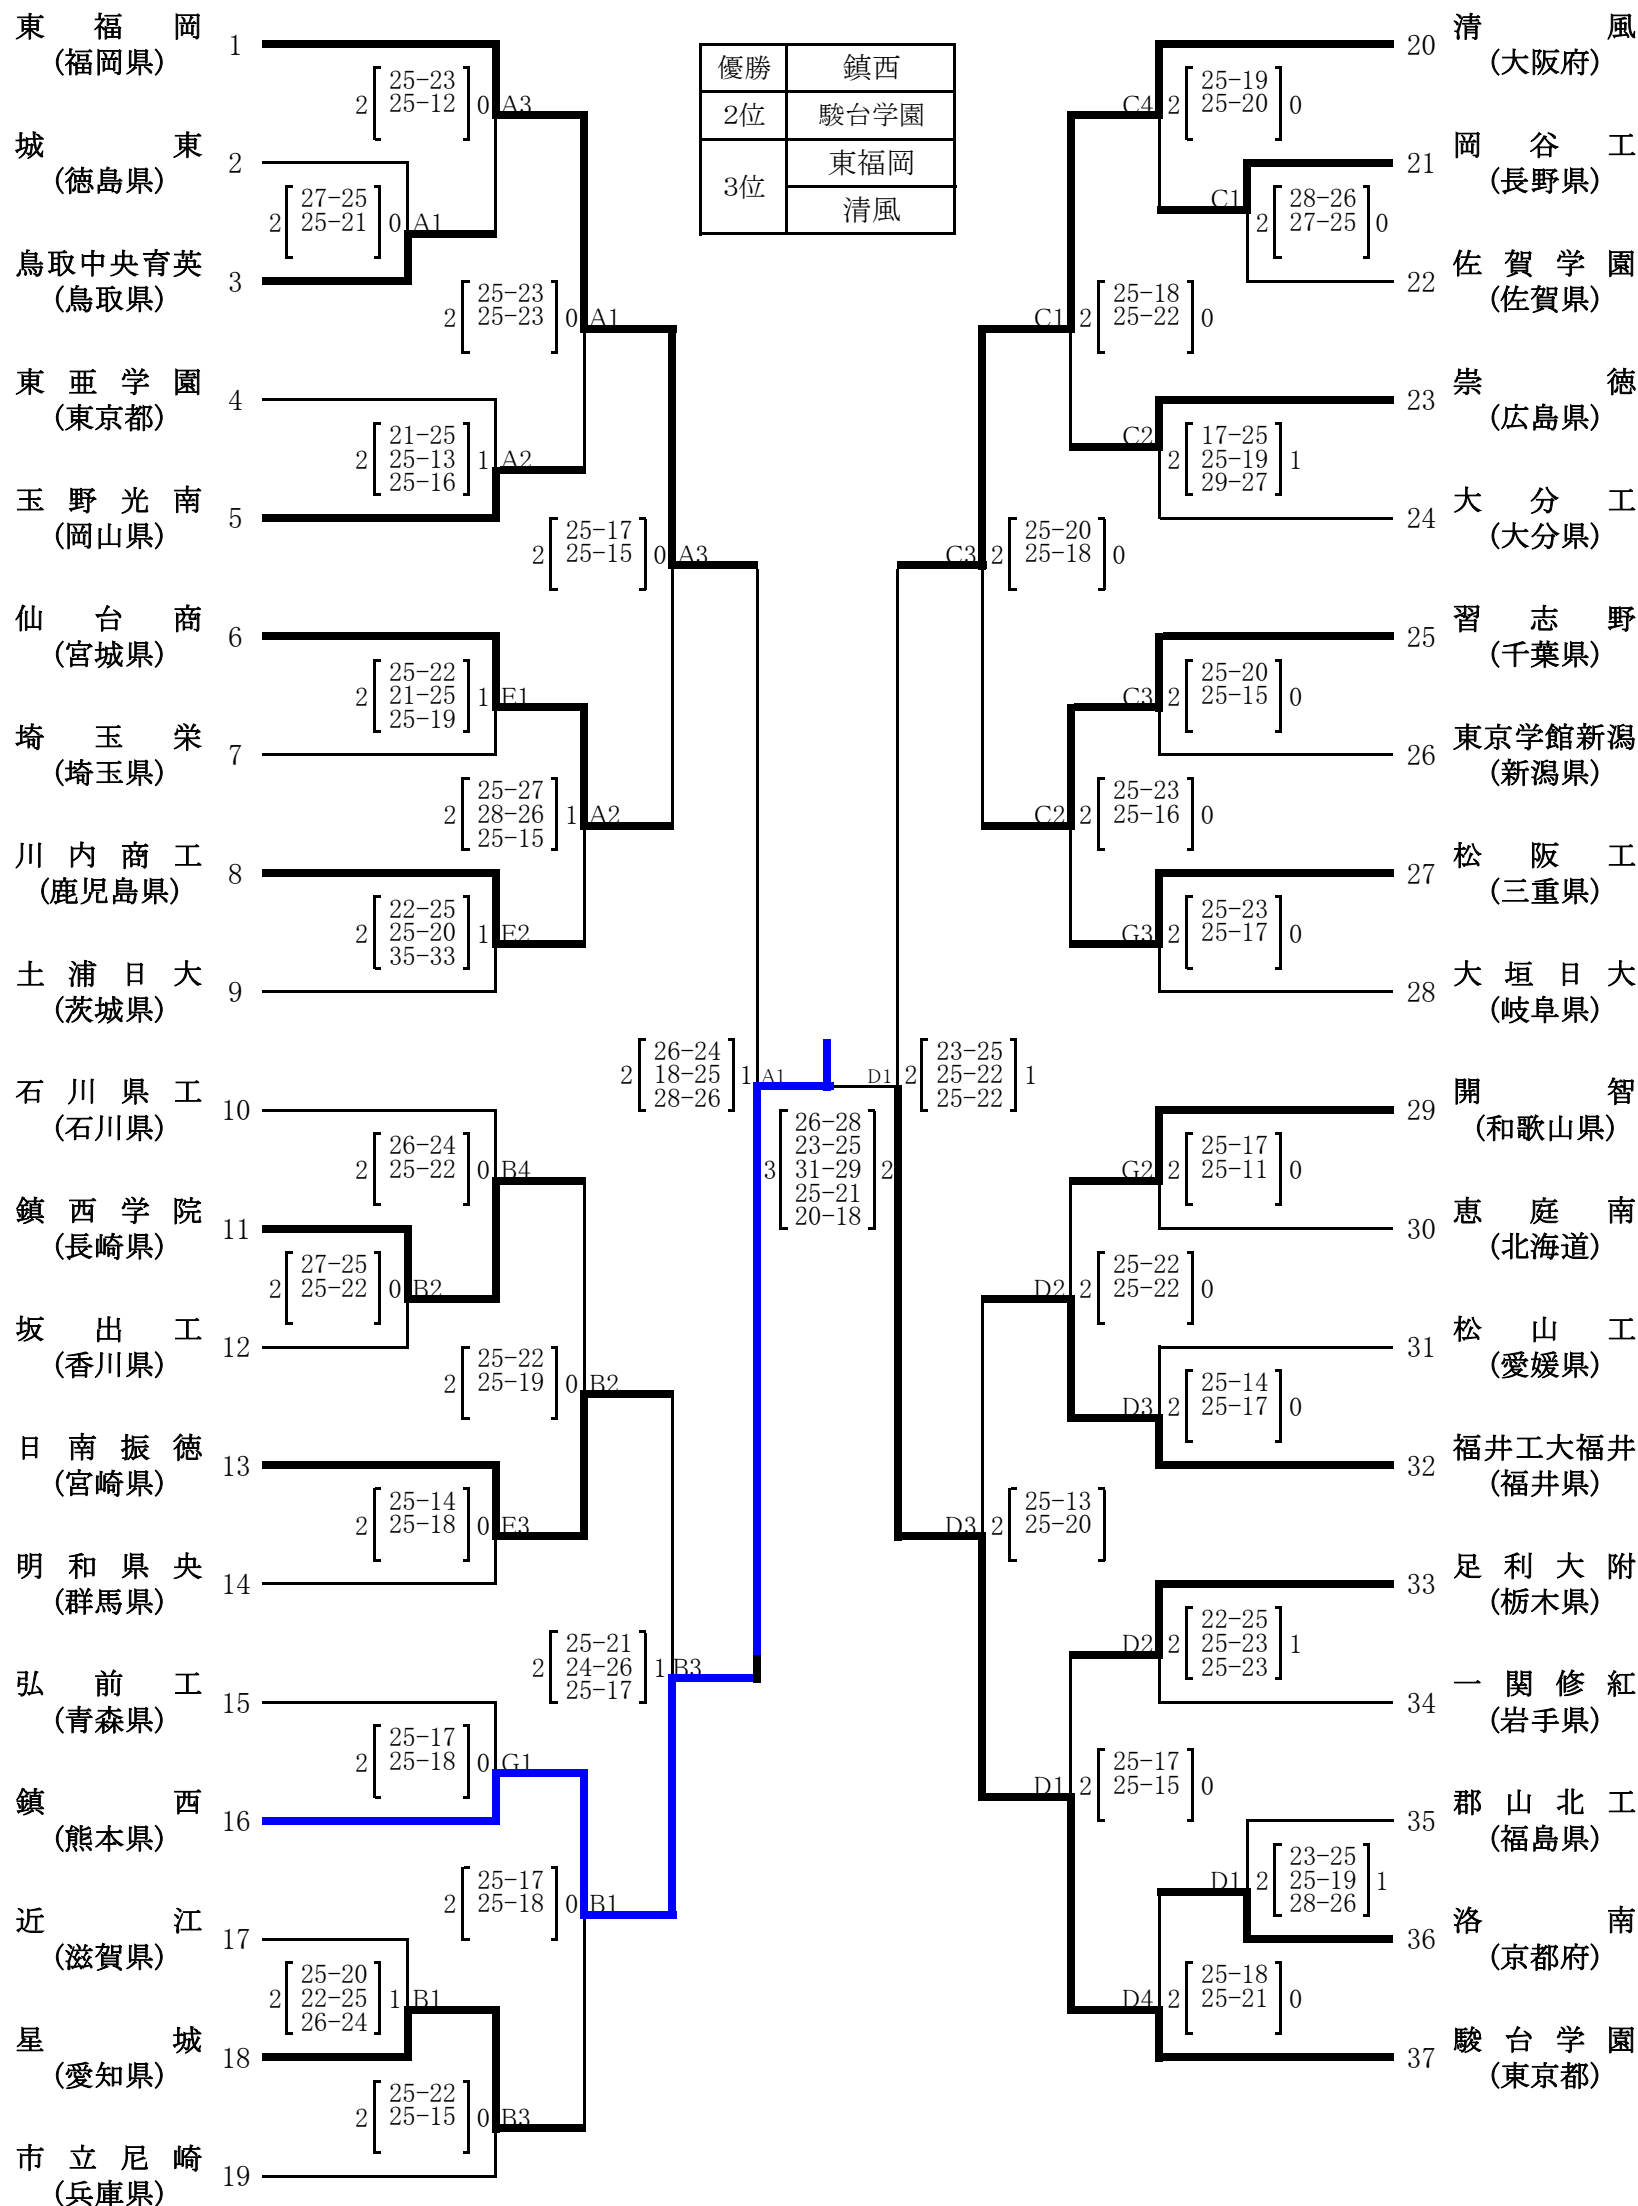 東福岡
(福岡県)
1
25-23
2 25-12 0 A3
城東
(徳島県)
2
27-25
2 25-21 0 A1
鳥取中央育英
(鳥取県)
3
25-23
2 25-23 0 A1
東亜学園
(東京都)
4
21-25
2 25-13 1 A2
25-16
玉野光南
(岡山県)
5
25-17
2 25-15 0 A3
仙台商
(宮城県)
6
25-22
2 21-25 1 E1
25-19
埼玉栄
(埼玉県)
7
25-27
2 28-26 1 A2
25-15
川内商工
(鹿児島県)
8
22-25
2 25-20 1 E2
35-33
土浦日大
(茨城県)
9
26-24
2 18-25 1 A1
28-26
石川県工
(石川県)
10
26-24
2 25-22 0 B4
鎮西学院
(長崎県)
11
27-25
2 25-22 0 B2
坂出工
(香川県)
12
25-22
2 25-19 0 B2
日南振徳
(宮崎県)
13
25-14
2 25-18 0 E3
明和県央
(群馬県)
14
25-21
2 24-26 1 B3
25-17
弘前工
(青森県)
15
25-17
2 25-18 0 G1
鎮西
(熊本県)
16
25-17
2 25-18 0 B1
近江
(滋賀県)
17
25-20
2 22-25 1 B1
26-24
星城
(愛知県)
18
25-22
2 25-15 0 B3
市立尼崎
(兵庫県)
19
優勝 鎮西
2位 駿台学園
3位 東福岡
清風
26-28
23-25
3 31-29 2
25-21
20-18
清風
(大阪府)
20
25-19
C4 2 25-20 0
岡谷工
(長野県)
21
28-26
C1 2 27-25 0
佐賀学園
(佐賀県)
22
25-18
C1 2 25-22 0
崇徳
(広島県)
23
17-25
C2 2 25-19 1
29-27
大分工
(大分県)
24
25-20
C3 2 25-18 0
習志野
(千葉県)
25
25-20
C3 2 25-15 0
東京学館新潟
(新潟県)
26
25-23
C2 2 25-16 0
松阪工
(三重県)
27
25-23
G3 2 25-17 0
大垣日大
(岐阜県)
28
23-25
D1 2 25-22 1
25-22
開智
(和歌山県)
29
25-17
G2 2 25-11 0
恵庭南
(北海道)
30
25-22
D2 2 25-22 0
松山工
(愛媛県)
31
25-14
D3 2 25-17 0
福井工大福井
(福井県)
32
25-13
D3 2 25-20
足利大附
(栃木県)
33
22-25
D2 2 25-23 1
25-23
一関修紅
(岩手県)
34
25-17
D1 2 25-15 0
郡山北工
(福島県)
35
23-25
D1 2 25-19 1
28-26
洛南
(京都府)
36
25-18
D4 2 25-21 0
駿台学園
(東京都)
37